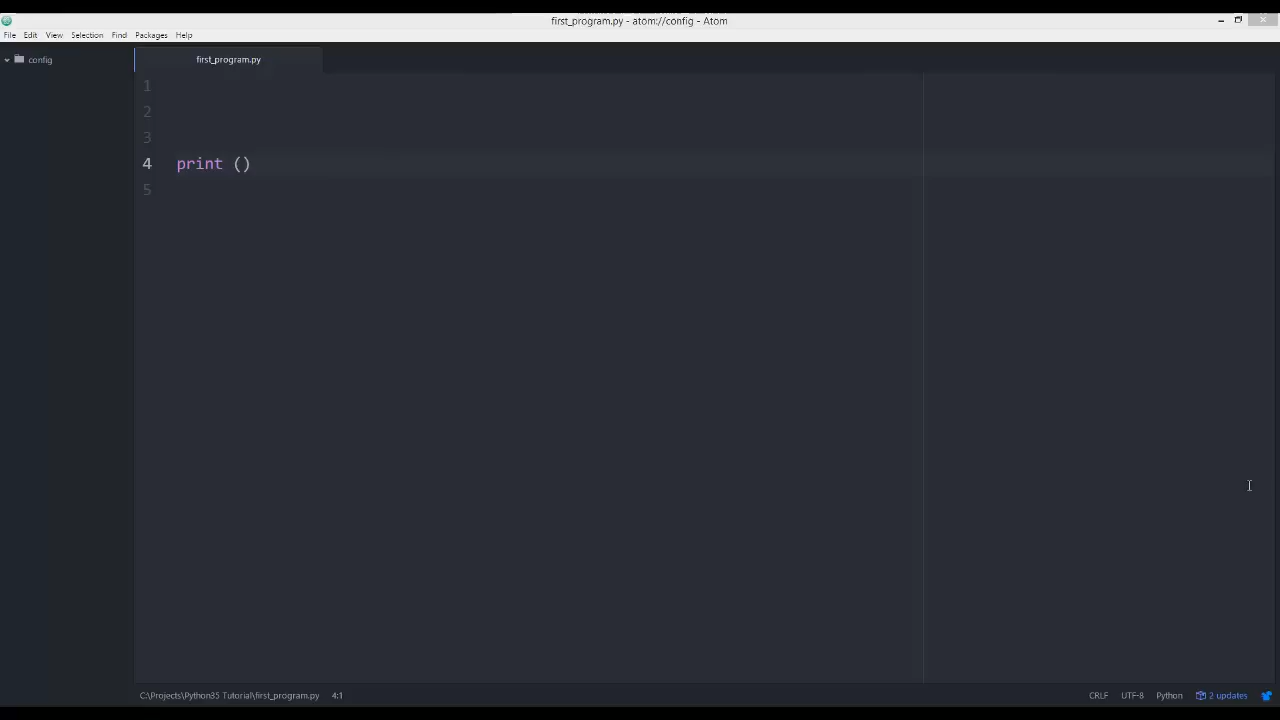 first_program.py - atom://config - Atom
File Edit View Selection Find Packages Help
config
first_program.py
1
2
3
4 print ()
5
C:\Projects\Python35 Tutorial\first_program.py 4:1 CRLF UTF-8 Python 2 updates